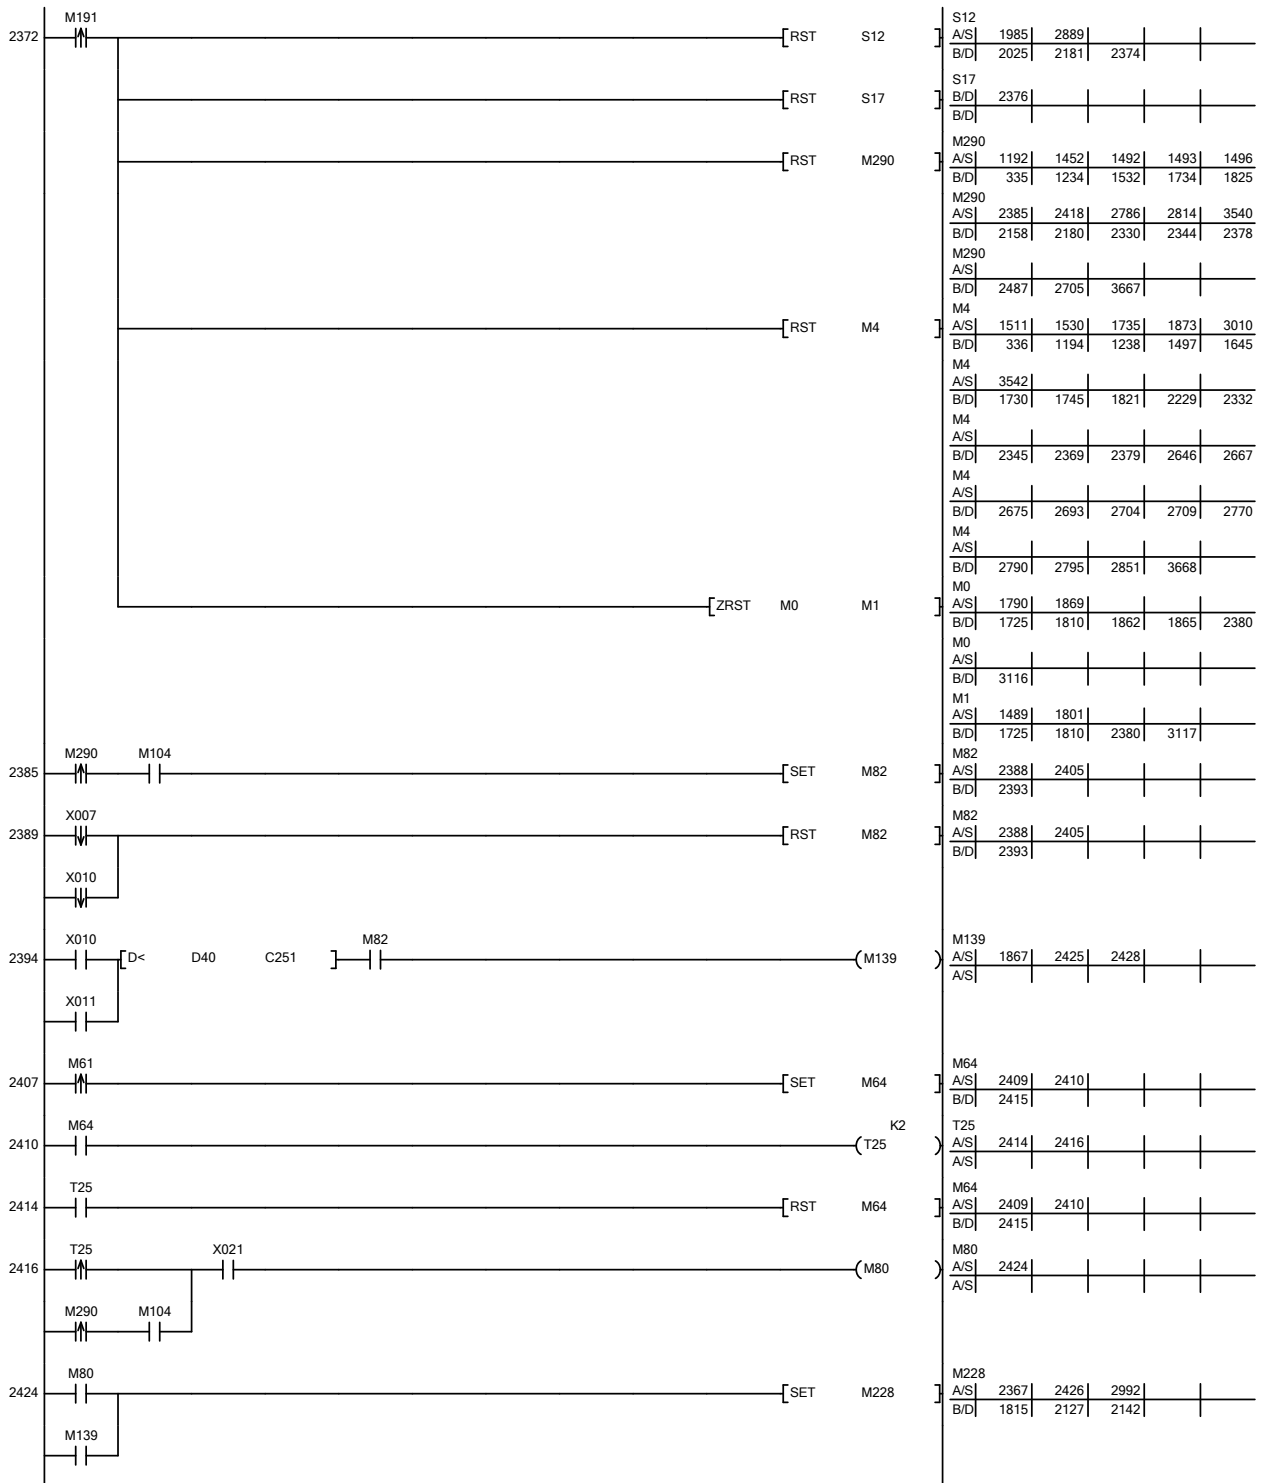 M191 S12
2372 [RST S12 ] A/S 1985 2889
B/D 2025 2181 2374
S17
[RST S17 ] B/D 2376
B/D
M290
[RST M290 ] A/S 1192 1452 1492 1493 1496
B/D 335 1234 1532 1734 1825
M290
A/S 2385 2418 2786 2814 3540
B/D 2158 2180 2330 2344 2378
M290
A/S
B/D 2487 2705 3667
M4
[RST M4 ] A/S 1511 1530 1735 1873 3010
B/D 336 1194 1238 1497 1645
M4
A/S 3542
B/D 1730 1745 1821 2229 2332
M4
A/S
B/D 2345 2369 2379 2646 2667
M4
A/S
B/D 2675 2693 2704 2709 2770
M4
A/S
B/D 2790 2795 2851 3668
M0
[ZRST M0 M1 ] A/S 1790 1869
B/D 1725 1810 1862 1865 2380
M0
A/S
B/D 3116
M1
A/S 1489 1801
B/D 1725 1810 2380 3117
M290 M104 M82
2385 [SET M82 ] A/S 2388 2405
B/D 2393
X007 M82
2389 [RST M82 ] A/S 2388 2405
B/D 2393
X010
X010 M82 M139
2394 [D< D40 C251 ] (M139 ) A/S 1867 2425 2428
A/S
X011
M61 M64
2407 [SET M64 ] A/S 2409 2410
B/D 2415
M64 K2 T25
2410 (T25 ) A/S 2414 2416
A/S
T25 M64
2414 [RST M64 ] A/S 2409 2410
B/D 2415
T25 X021 M80
2416 (M80 ) A/S 2424
A/S
M290 M104
M80 M228
2424 [SET M228 ] A/S 2367 2426 2992
B/D 1815 2127 2142
M139